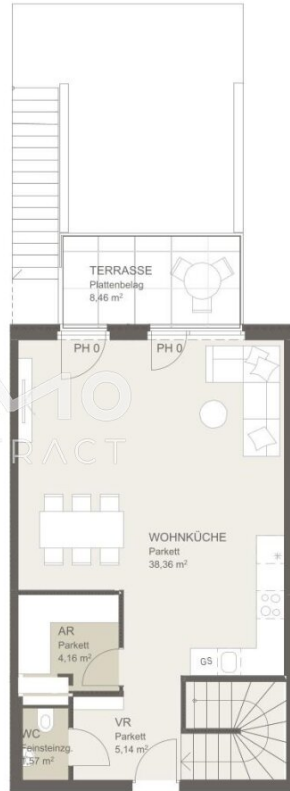 TERRASSE
Plattenbelag
8,46 m²
PH 0
PH 0
WOHNKÜCHE
Parkett
38,36 m²
AR
Parkett
4,16 m²
GS
WC
Feinsteinzg.
VR
Parkett
5,14 m²